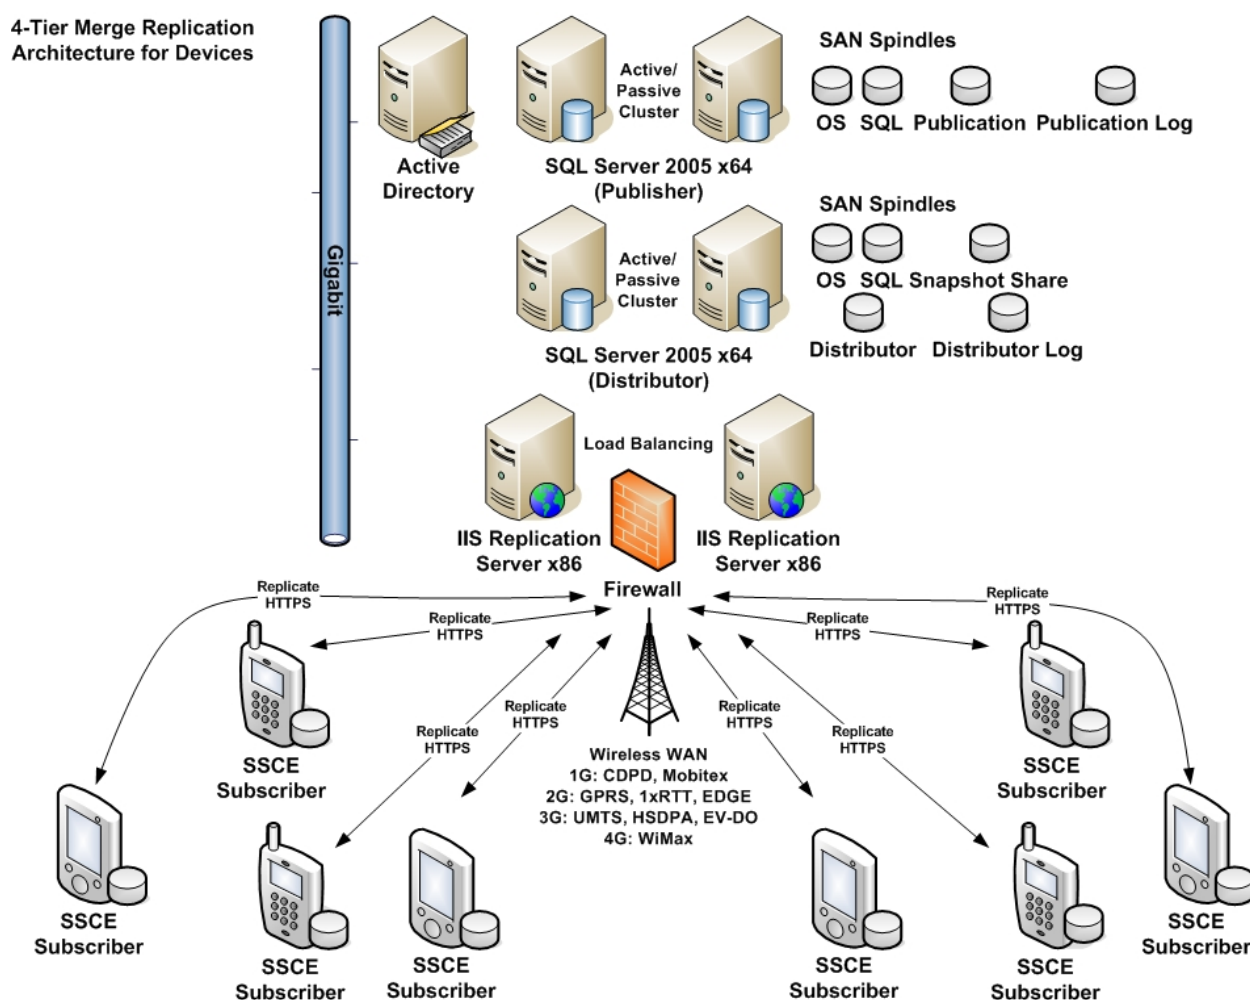 4-Tier Merge Replication
Architecture for Devices
Gigabit
Active
Directory
Active/
Passive
Cluster
SQL Server 2005 x64
(Publisher)
SAN Spindles
OS SQL Publication Publication Log
Active/
Passive
Cluster
SQL Server 2005 x64
(Distributor)
SAN Spindles
OS SQL Snapshot Share
Distributor Distributor Log
Load Balancing
IIS Replication
Server x86
IIS Replication
Server x86
Firewall
Replicate
HTTPS
Replicate
HTTPS
Replicate
HTTPS
Replicate
HTTPS
Replicate
HTTPS
Replicate
HTTPS
Replicate
HTTPS
Replicate
HTTPS
Wireless WAN
1G: CDPD, Mobitex
2G: GPRS, 1xRTT, EDGE
3G: UMTS, HSDPA, EV-DO
4G: WiMax
SSCE
Subscriber
SSCE
Subscriber
SSCE
Subscriber
SSCE
Subscriber
SSCE
Subscriber
SSCE
Subscriber
SSCE
Subscriber
SSCE
Subscriber